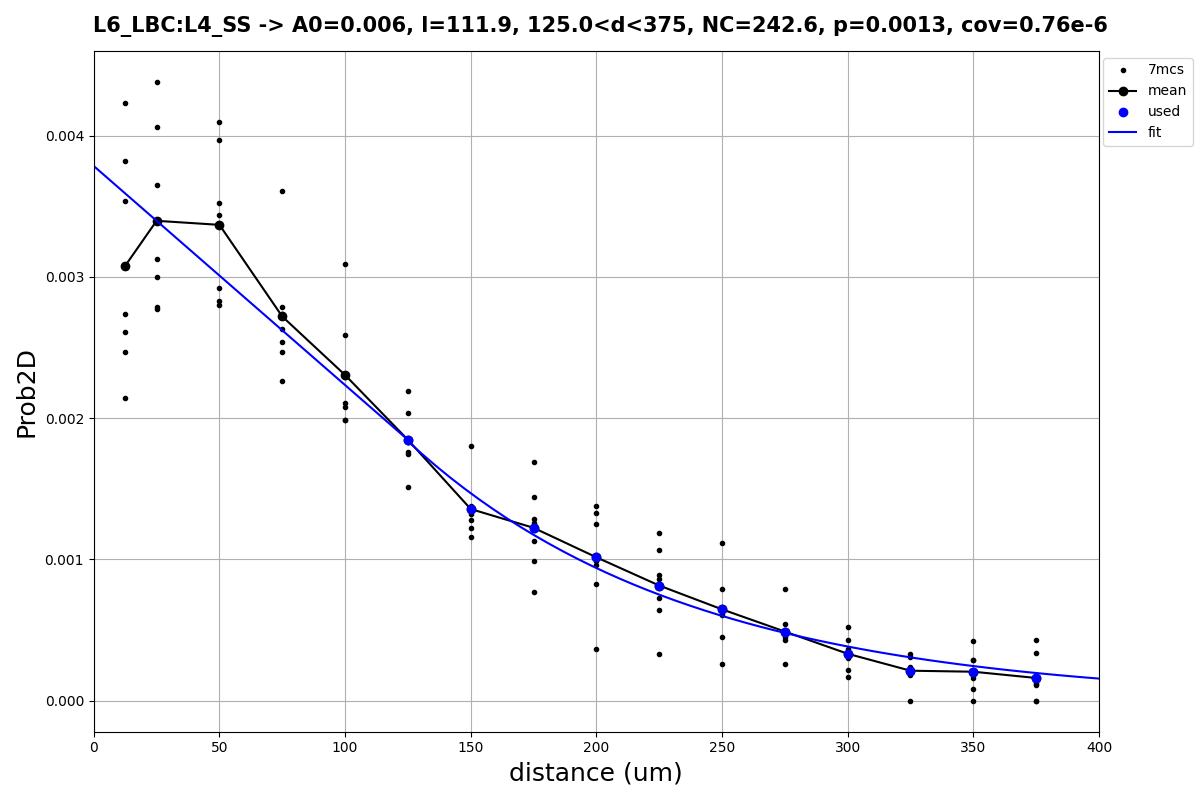 L6_LBC:L4_SS -> A0=0.006, l=111.9, 125.0<d<375, NC=242.6, p=0.0013, cov=0.76e-6
7mcs
mean
used
fit
Prob2D
0.004
0.003
0.002
0.001
0.000
0 50 100 150 200 250 300 350 400
distance (um)